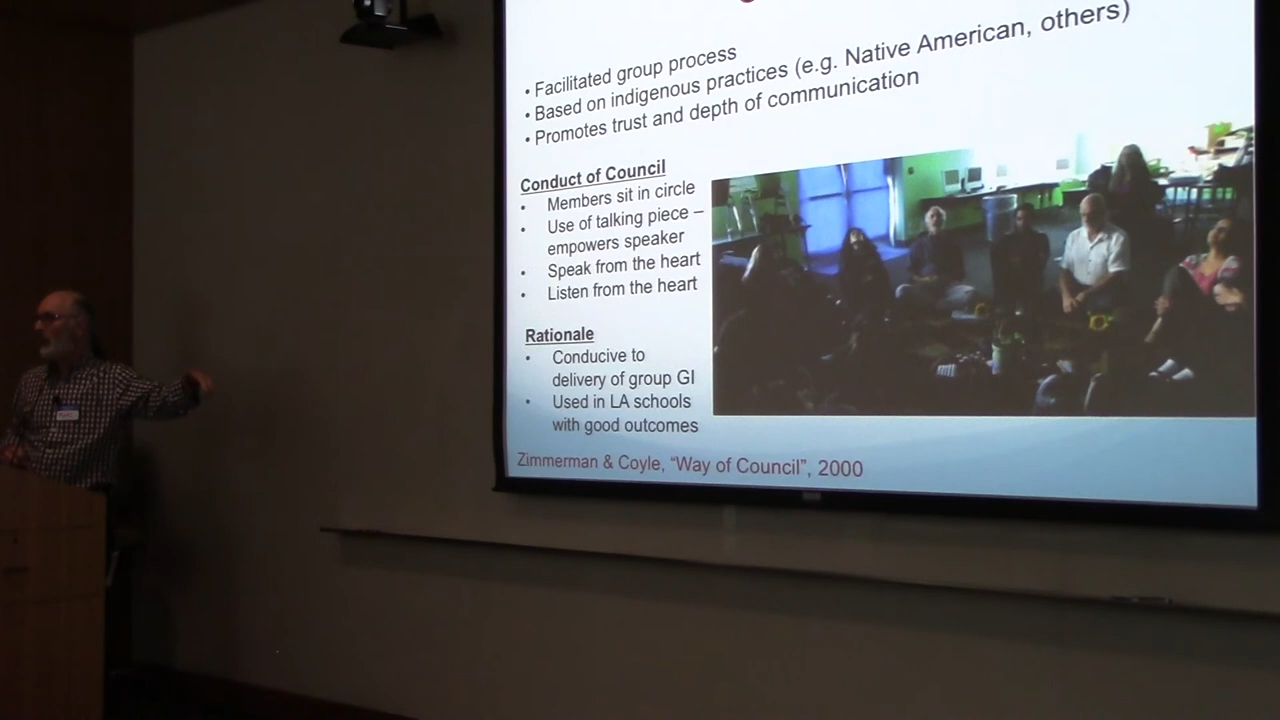 • Facilitated group process
• Based on indigenous practices (e.g. Native American, others)
• Promotes trust and depth of communication
Conduct of Council
• Members sit in circle
• Use of talking piece –
empowers speaker
• Speak from the heart
• Listen from the heart
Rationale
• Conducive to
delivery of group GI
• Used in LA schools
with good outcomes
Zimmerman & Coyle, “Way of Council”, 2000